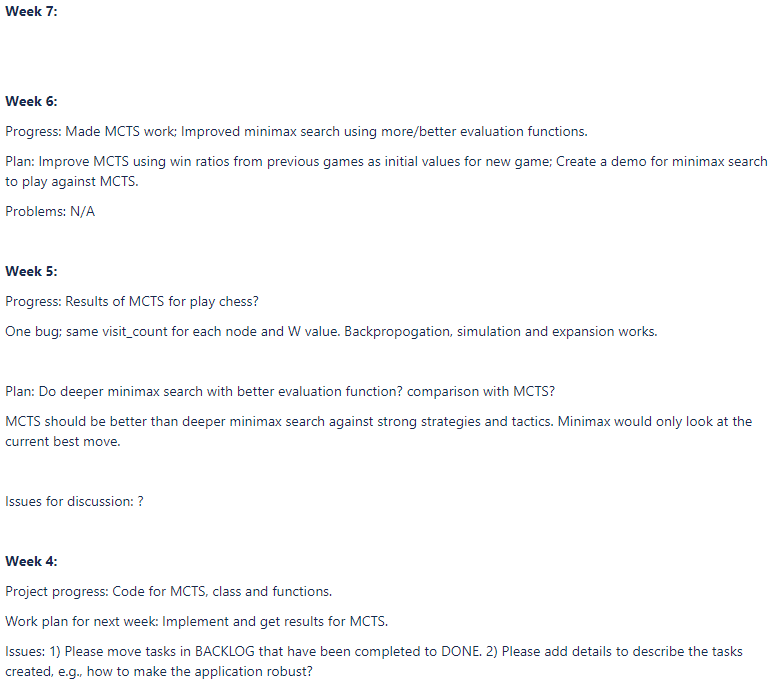 Week 7:
Week 6:
Progress: Made MCTS work; Improved minimax search using more/better evaluation functions.
Plan: Improve MCTS using win ratios from previous games as initial values for new game; Create a demo for minimax search
to play against MCTS.
Problems: N/A
Week 5:
Progress: Results of MCTS for play chess?
One bug; same visit_count for each node and W value. Backpropogation, simulation and expansion works.
Plan: Do deeper minimax search with better evaluation function? comparison with MCTS?
MCTS should be better than deeper minimax search against strong strategies and tactics. Minimax would only look at the
current best move.
Issues for discussion: ?
Week 4:
Project progress: Code for MCTS, class and functions.
Work plan for next week: Implement and get results for MCTS.
Issues: 1) Please move tasks in BACKLOG that have been completed to DONE. 2) Please add details to describe the tasks
created, e.g., how to make the application robust?